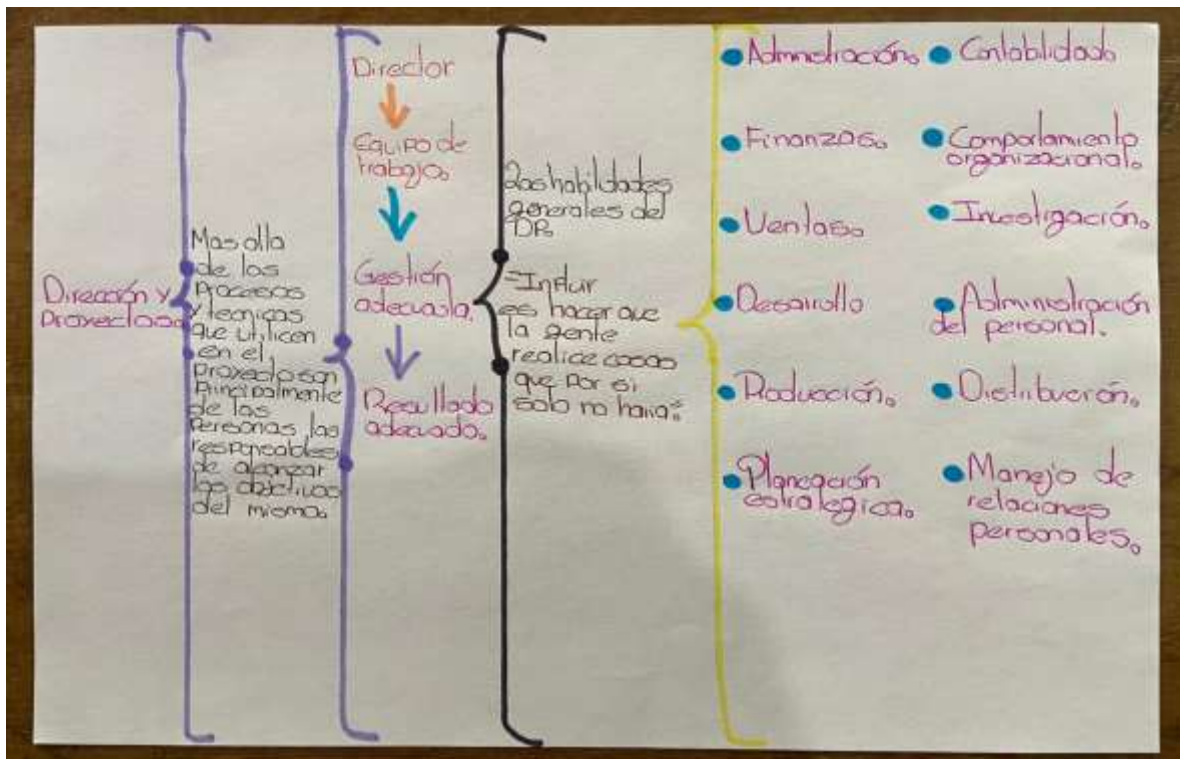 Dirección y
Proyectos.
Mas alla
de los
Procesos
y tecnicas
que utilicen
en el,
proyecto son
Principalmente
de las
Personas las
responsables
de alcanzar
los objetivos
del mismo.
Director
Equipo de
trabajo.
Gestión
adecuada.
Resultado
adecuado.
Las habilidades
generales del
DP.
"Influir
es hacer que
la gente
realice cosas
que por si
solo no haria."
Administración.
Finanzas.
Ventas.
Desarrollo
Producción.
Planeación
estrategica.
Contabilidad.
Comportamiento
organizacional.
Investigación.
Administración
del personal.
Distribución.
Manejo de
relaciones
personales.